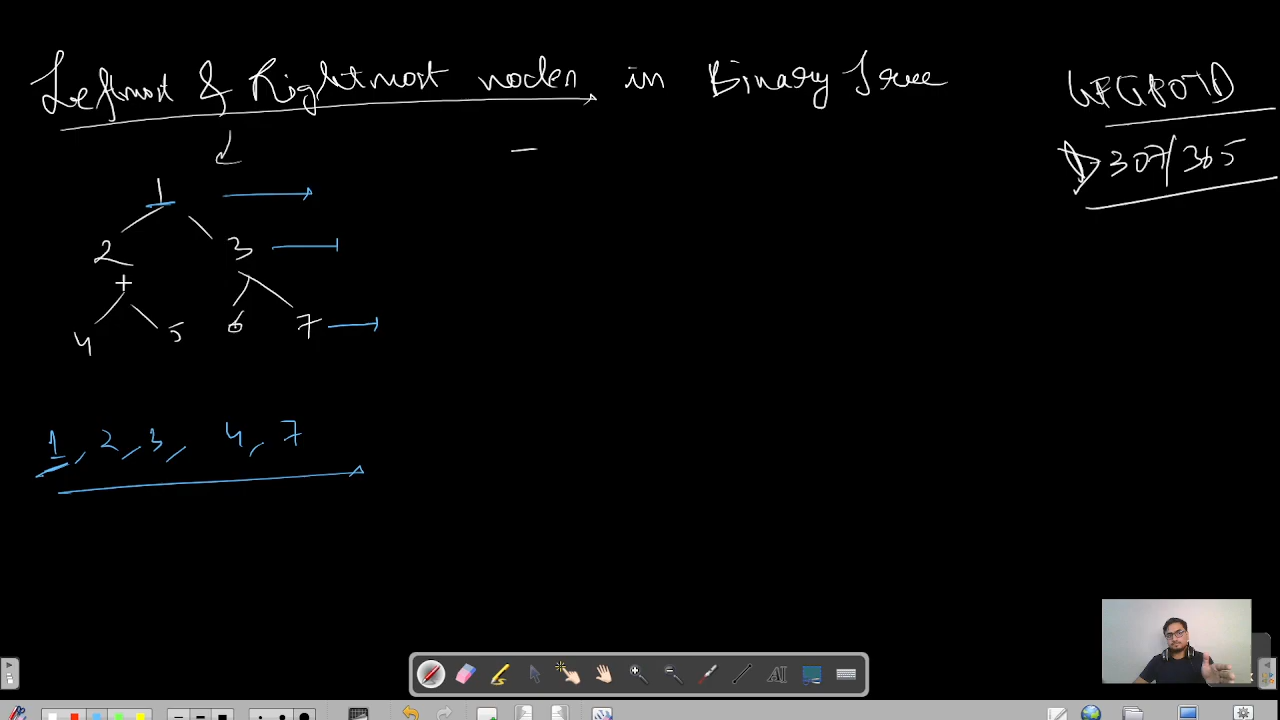 Leftmost & Rightmost nodes in Binary Tree
GFGPOTD
307/365
1
2 3
4 5 6 7
1, 2, 3, 4, 7